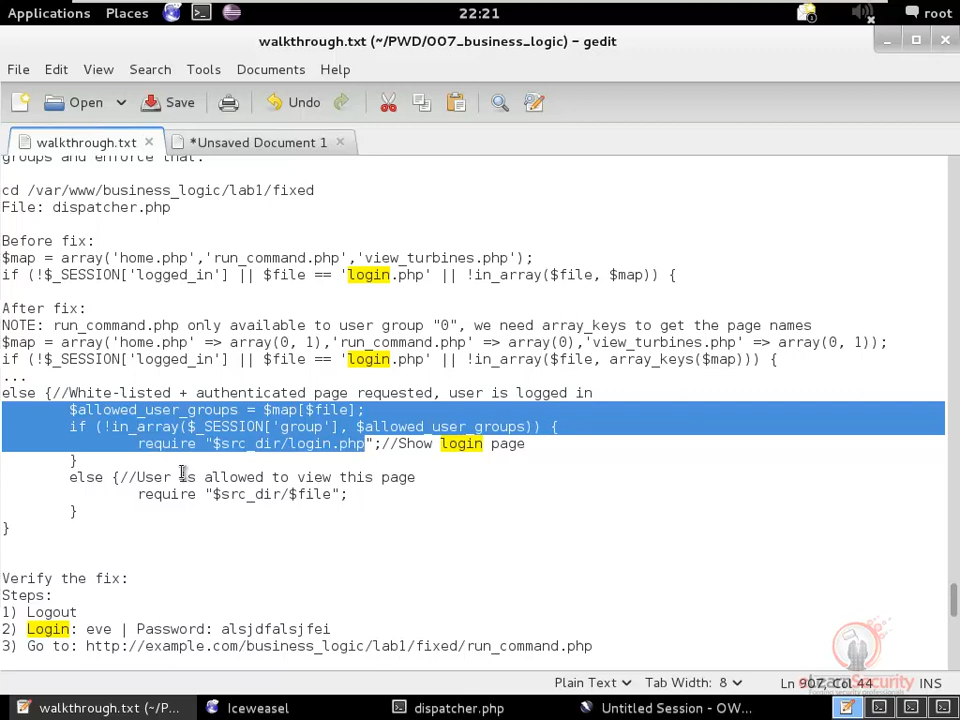 Applications Places 22:21 root
walkthrough.txt (~/PWD/007_business_logic) - gedit
File Edit View Search Tools Documents Help
Open Save Undo
walkthrough.txt *Unsaved Document 1
groups and enforce that:
cd /var/www/business_logic/lab1/fixed
File: dispatcher.php
Before fix:
$map = array('home.php','run_command.php','view_turbines.php');
if (!$_SESSION['logged_in'] || $file == 'login.php' || !in_array($file, $map)) {
After fix:
NOTE: run_command.php only available to user group "0", we need array_keys to get the page names
$map = array('home.php' => array(0, 1),'run_command.php' => array(0),'view_turbines.php' => array(0, 1));
if (!$_SESSION['logged_in'] || $file == 'login.php' || !in_array($file, array_keys($map))) {
...
else {//White-listed + authenticated page requested, user is logged in
$allowed_user_groups = $map[$file];
if (!in_array($_SESSION['group'], $allowed_user_groups)) {
require "$src_dir/login.php";//Show login page
}
else {//User is allowed to view this page
require "$src_dir/$file";
}
}
Verify the fix:
Steps:
1) Logout
2) Login: eve | Password: alsjdfalsjfei
3) Go to: http://example.com/business_logic/lab1/fixed/run_command.php
Plain Text Tab Width: 8 Ln 907, Col 44 INS
walkthrough.txt (~/P... Iceweasel dispatcher.php Untitled Session - OW...